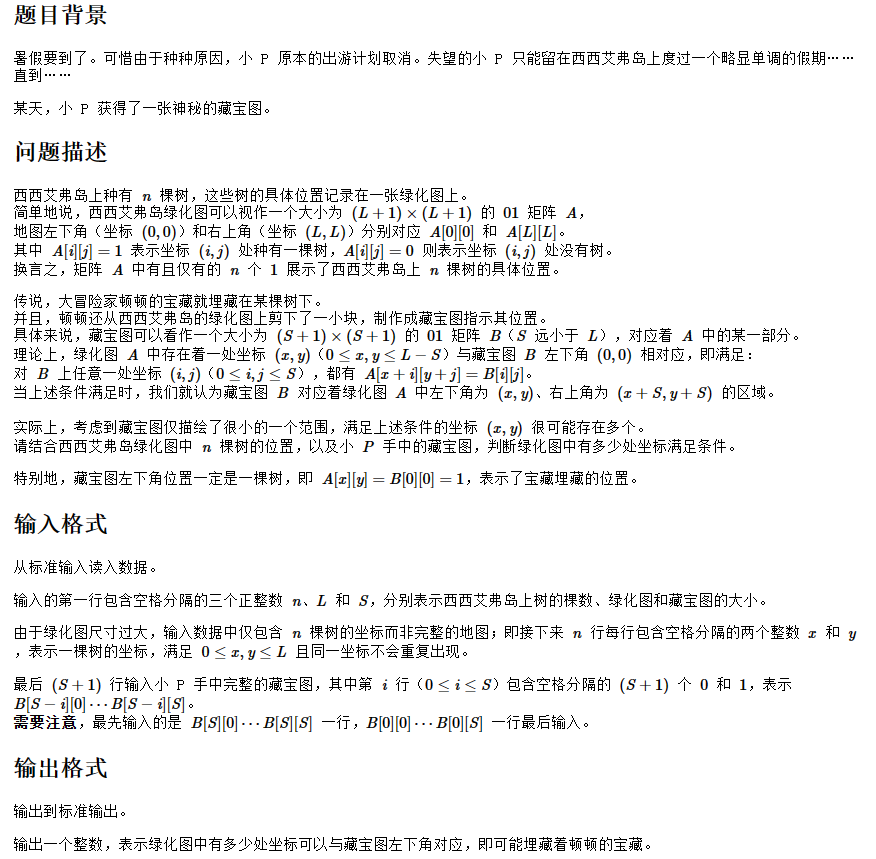 题目背景
暑假要到了。可惜由于种种原因，小 P 原本的出游计划取消。失望的小 P 只能留在西西艾弗岛上度过一个略显单调的假期……
直到……
某天，小 P 获得了一张神秘的藏宝图。
问题描述
西西艾弗岛上种有 n 棵树，这些树的具体位置记录在一张绿化图上。
简单地说，西西艾弗岛绿化图可以视作一个大小为 (L+1)×(L+1) 的 01 矩阵 A，
地图左下角（坐标 (0,0)）和右上角（坐标 (L,L)）分别对应 A[0][0] 和 A[L][L]。
其中 A[i][j]=1 表示坐标 (i,j) 处种有一棵树，A[i][j]=0 则表示坐标 (i,j) 处没有树。
换言之，矩阵 A 中有且仅有的 n 个 1 展示了西西艾弗岛上 n 棵树的具体位置。
传说，大冒险家顿顿的宝藏就埋藏在某棵树下。
并且，顿顿还从西西艾弗岛的绿化图上剪下了一小块，制作成藏宝图指示其位置。
具体来说，藏宝图可以看作一个大小为 (S+1)×(S+1) 的 01 矩阵 B（S 远小于 L），对应着 A 中的某一部分。
理论上，绿化图 A 中存在着一处坐标 (x,y)（0≤x,y≤L−S）与藏宝图 B 左下角 (0,0) 相对应，即满足：
对 B 上任意一处坐标 (i,j)（0≤i,j≤S），都有 A[x+i][y+j]=B[i][j]。
当上述条件满足时，我们就认为藏宝图 B 对应着绿化图 A 中左下角为 (x,y)、右上角为 (x+S,y+S) 的区域。
实际上，考虑到藏宝图仅描绘了很小的一个范围，满足上述条件的坐标 (x,y) 很可能存在多个。
请结合西西艾弗岛绿化图中 n 棵树的位置，以及小 P 手中的藏宝图，判断绿化图中有多少处坐标满足条件。
特别地，藏宝图左下角位置一定是一棵树，即 A[x][y]=B[0][0]=1，表示了宝藏埋藏的位置。
输入格式
从标准输入读入数据。
输入的第一行包含空格分隔的三个正整数 n、L 和 S，分别表示西西艾弗岛上树的棵数、绿化图和藏宝图的大小。
由于绿化图尺寸过大，输入数据中仅包含 n 棵树的坐标而非完整的地图；即接下来 n 行每行包含空格分隔的两个整数 x 和 y
，表示一棵树的坐标，满足 0≤x,y≤L 且同一坐标不会重复出现。
最后 (S+1) 行输入小 P 手中完整的藏宝图，其中第 i 行（0≤i≤S）包含空格分隔的 (S+1) 个 0 和 1，表示
B[S−i][0]⋯B[S−i][S]。
需要注意，最先输入的是 B[S][0]⋯B[S][S] 一行，B[0][0]⋯B[0][S] 一行最后输入。
输出格式
输出到标准输出。
输出一个整数，表示绿化图中有多少处坐标可以与藏宝图左下角对应，即可能埋藏着顿顿的宝藏。